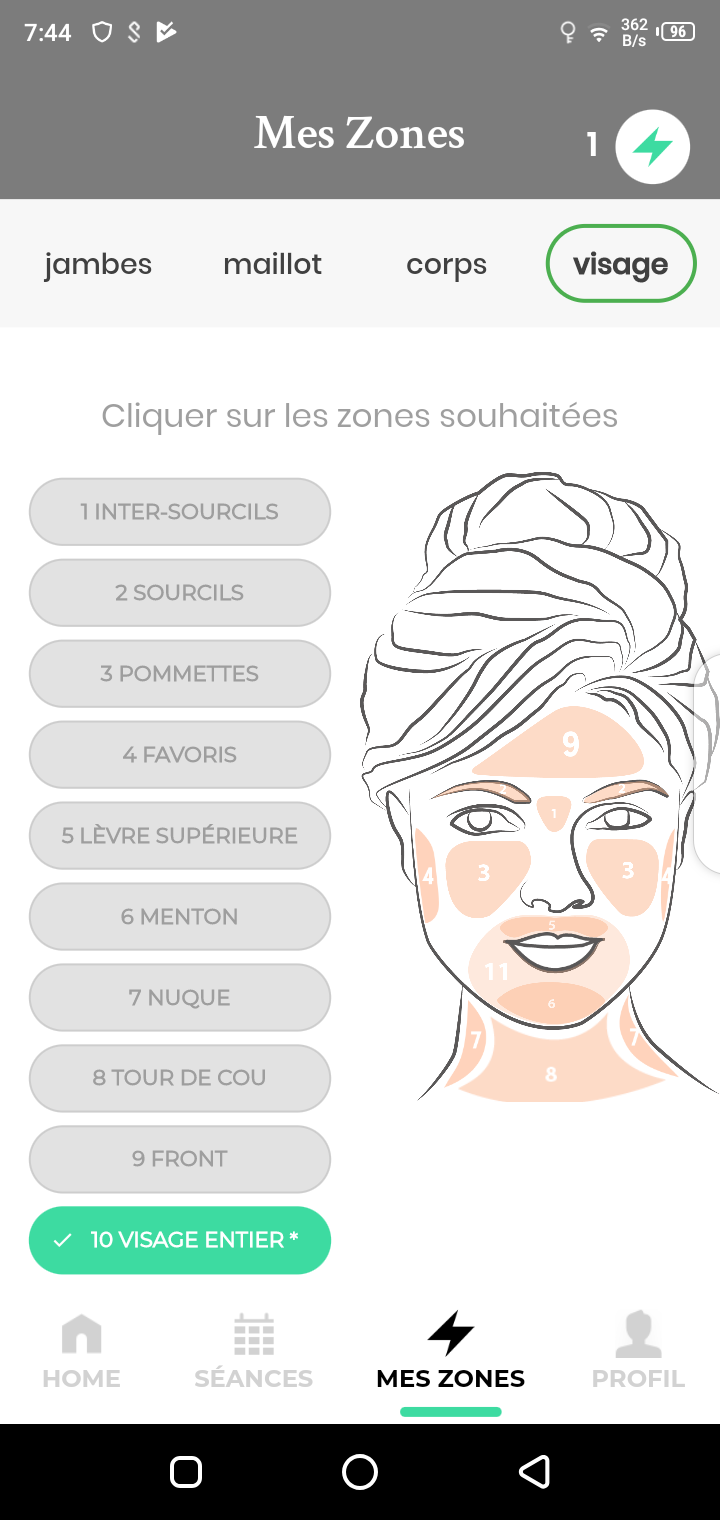 7:44
362
B/s
96
Mes Zones
1
jambes
maillot
corps
visage
Cliquer sur les zones souhaitées
1 INTER-SOURCILS
2 SOURCILS
3 POMMETTES
4 FAVORIS
5 LÈVRE SUPÉRIEURE
6 MENTON
7 NUQUE
8 TOUR DE COU
9 FRONT
10 VISAGE ENTIER *
9
2
2
1
3
3
4
4
5
11
6
7
7
8
HOME
SÉANCES
MES ZONES
PROFIL